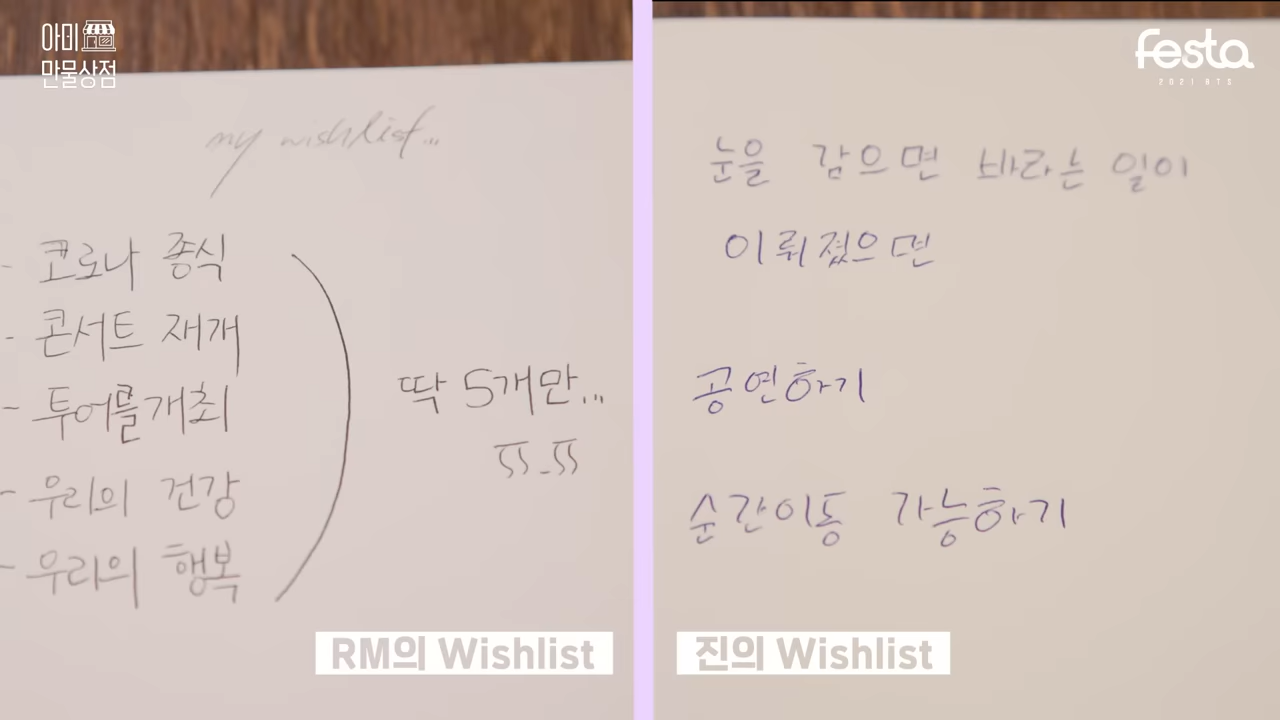 아미
만물상점
festa
2021 BTS
my wishlist...
- 코로나 종식
- 콘서트 재개
- 투어를개최
- 우리의 건강
- 우리의 행복
딱 5개만...
ㅠ_ㅠ
RM의 Wishlist
눈을 감으면 바라는 일이
이뤄졌으면
공연하기
순간이동 가능하기
진의 Wishlist